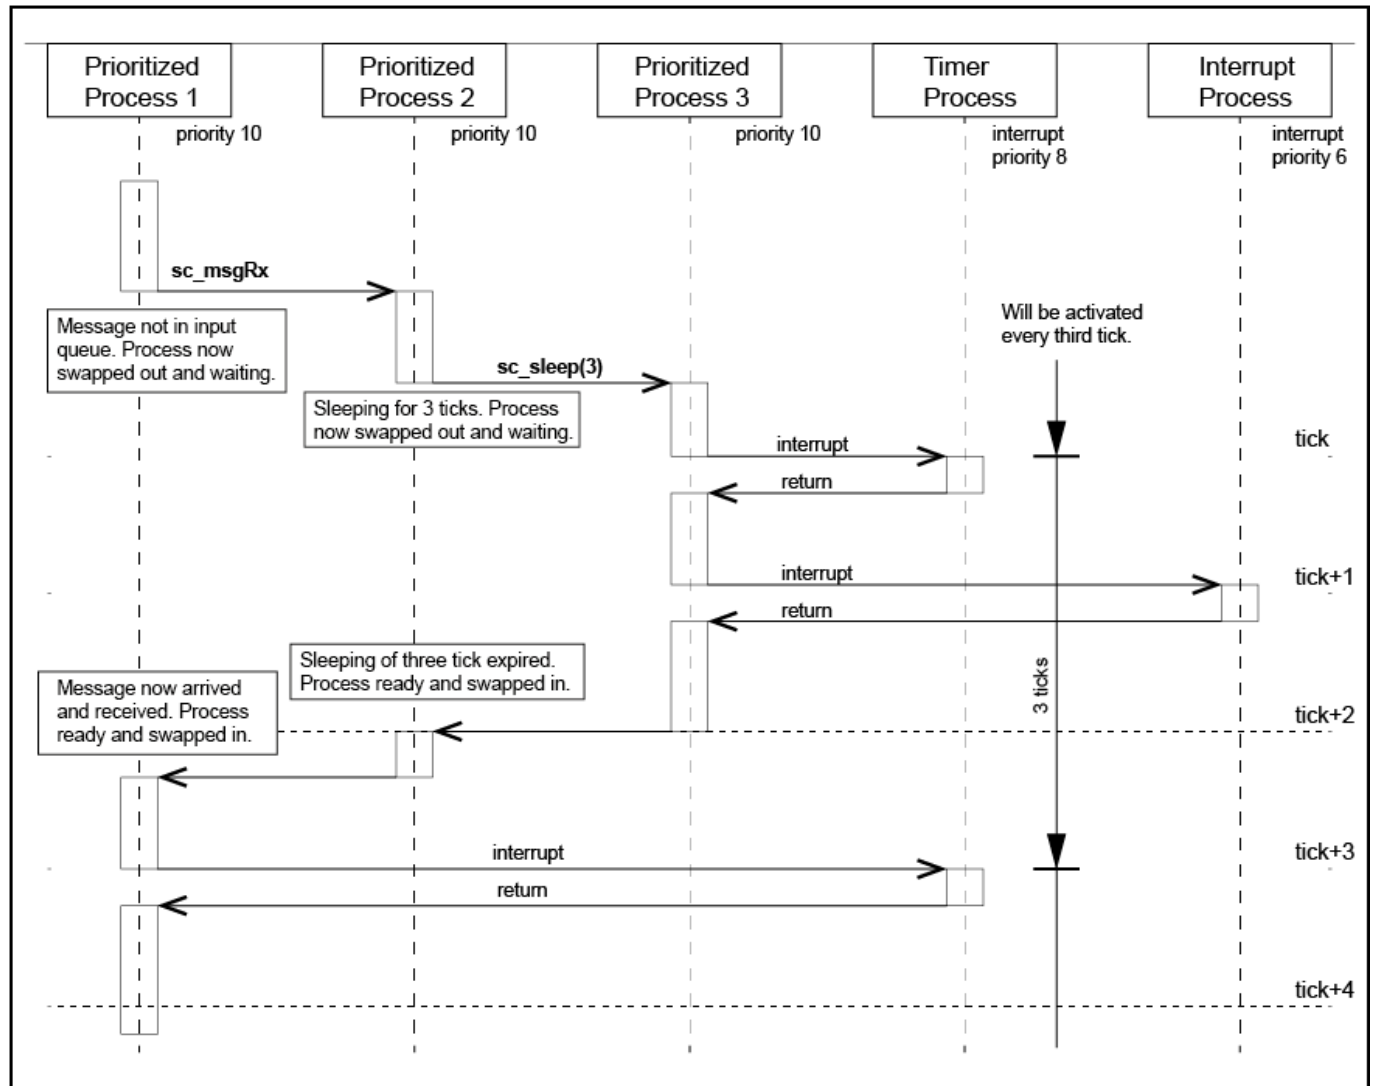 Prioritized
Process 1
Prioritized
Process 2
Prioritized
Process 3
Timer
Process
Interrupt
Process
priority 10
priority 10
priority 10
interrupt
priority 8
interrupt
priority 6
sc_msgRx
Message not in input
queue. Process now
swapped out and waiting.
Will be activated
every third tick.
sc_sleep(3)
Sleeping for 3 ticks. Process
now swapped out and waiting.
interrupt
tick
return
interrupt
tick+1
return
Sleeping of three tick expired.
Process ready and swapped in.
Message now arrived
and received. Process
ready and swapped in.
3 ticks
tick+2
interrupt
tick+3
return
tick+4